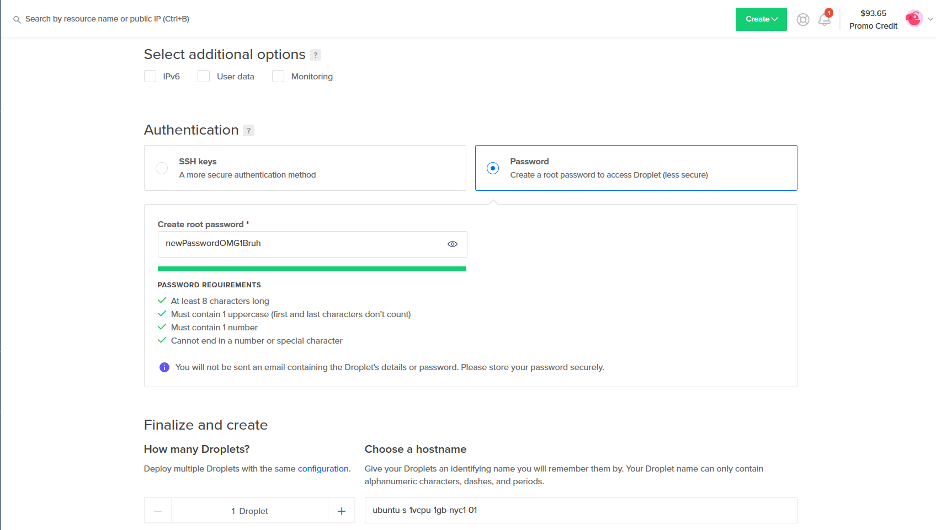 Search by resource name or public IP (Ctrl+B)
Create
1
$93.65
Promo Credit
Select additional options ?
IPv6
User data
Monitoring
Authentication ?
SSH keys
A more secure authentication method
Password
Create a root password to access Droplet (less secure)
Create root password *
newPasswordOMG1Bruh
PASSWORD REQUIREMENTS
At least 8 characters long
Must contain 1 uppercase (first and last characters don't count)
Must contain 1 number
Cannot end in a number or special character
You will not be sent an email containing the Droplet's details or password. Please store your password securely.
Finalize and create
How many Droplets?
Deploy multiple Droplets with the same configuration.
− 1 Droplet +
Choose a hostname
Give your Droplets an identifying name you will remember them by. Your Droplet name can only contain
alphanumeric characters, dashes, and periods.
ubuntu-s-1vcpu-1gb-nyc1-01